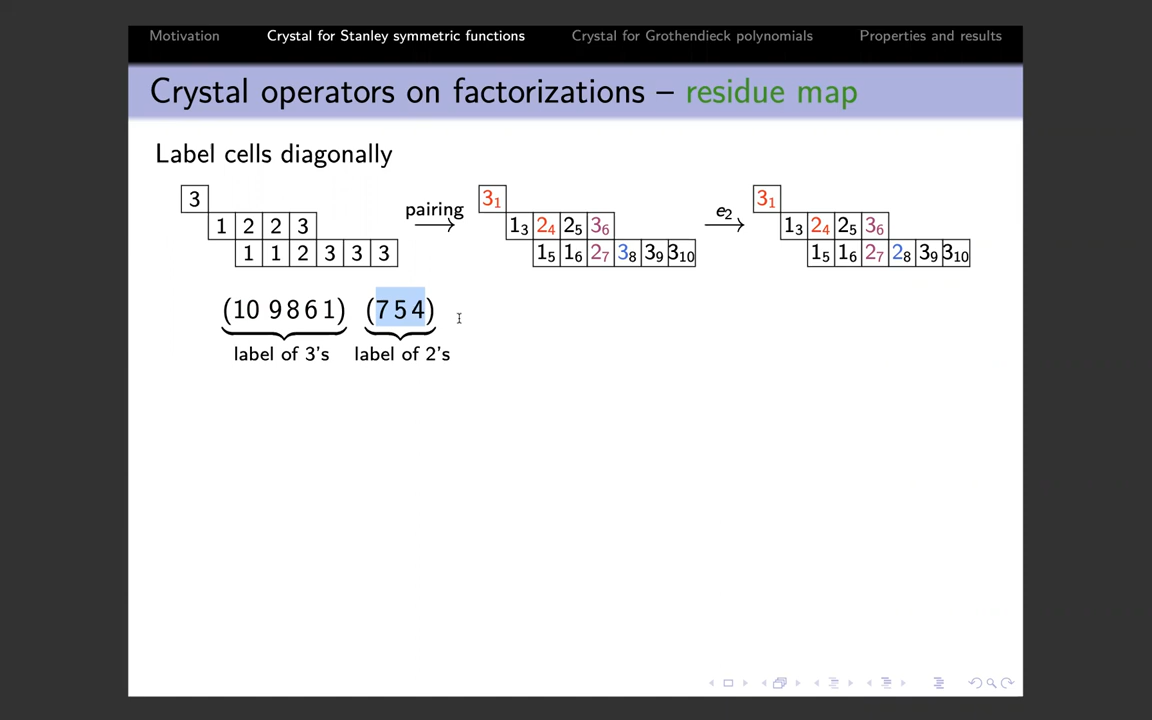 Motivation Crystal for Stanley symmetric functions Crystal for Grothendieck polynomials Properties and results
Crystal operators on factorizations – residue map
Label cells diagonally
3 pairing 3₁ e₂ 3₁
1 2 2 3 1₃ 2₄ 2₅ 3₆ 1₃ 2₄ 2₅ 3₆
1 1 2 3 3 3 1₅ 1₆ 2₇ 3₈ 3₉ 3₁₀ 1₅ 1₆ 2₇ 2₈ 3₉ 3₁₀
(10 9 8 6 1) (7 5 4)
label of 3's label of 2's